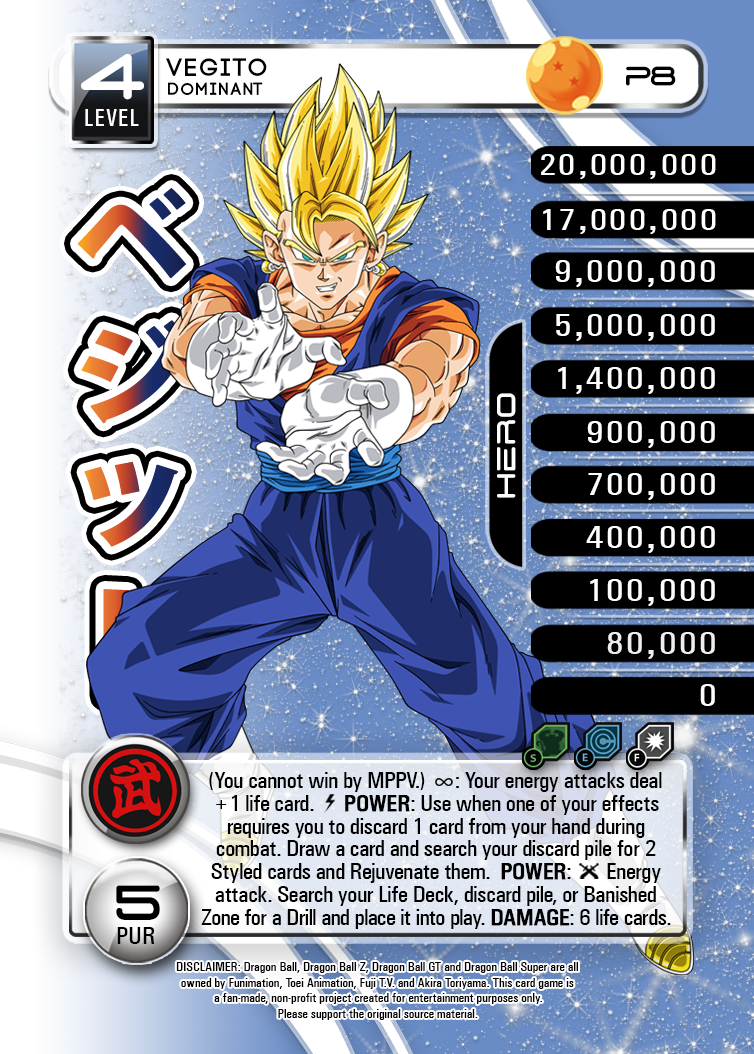 4
LEVEL
VEGITO
DOMINANT
P8
ベジット
20,000,000
17,000,000
9,000,000
5,000,000
1,400,000
900,000
700,000
400,000
100,000
80,000
0
HERO
S
E
F
武
5
PUR
(You cannot win by MPPV.) ∞: Your energy attacks deal
+1 life card. ⚡ POWER: Use when one of your effects
requires you to discard 1 card from your hand during
combat. Draw a card and search your discard pile for 2
Styled cards and Rejuvenate them. POWER: Energy
attack. Search your Life Deck, discard pile, or Banished
Zone for a Drill and place it into play. DAMAGE: 6 life cards.
DISCLAIMER: Dragon Ball, Dragon Ball Z, Dragon Ball GT and Dragon Ball Super are all
owned by Funimation, Toei Animation, Fuji T.V. and Akira Toriyama. This card game is
a fan-made, non-profit project created for entertainment purposes only.
Please support the original source material.